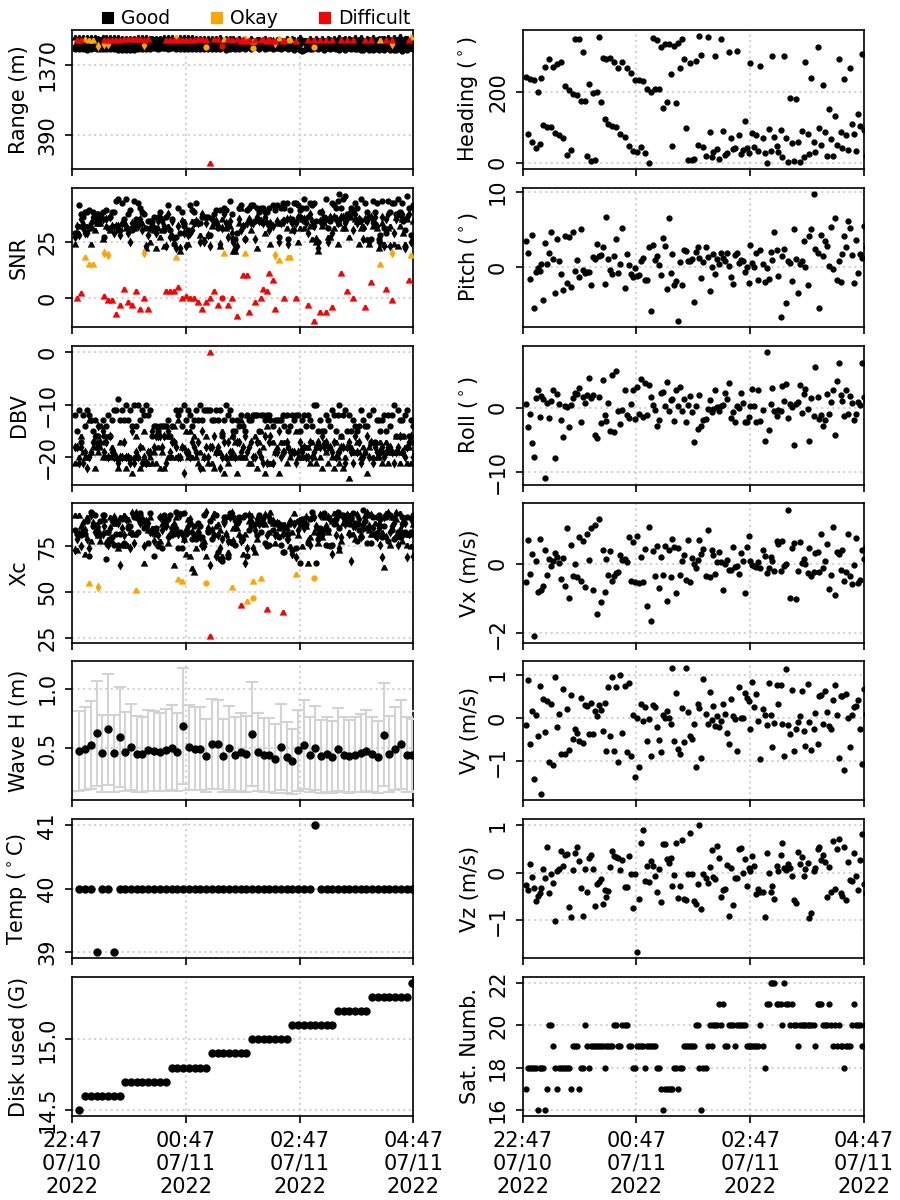 Good Okay Difficult
Range (m)
1370
390
Heading (°)
200
0
SNR
25
0
Pitch (°)
10
0
DBV
0
−10
−20
Roll (°)
0
−10
Xc
75
50
25
Vx (m/s)
0
−2
Wave H (m)
1.0
0.5
Vy (m/s)
1
0
−1
Temp (°C)
41
40
39
Vz (m/s)
1
0
−1
Disk used (G)
15.0
14.5
Sat. Numb.
22
20
18
16
22:47 00:47 02:47 04:47
07/10 07/11 07/11 07/11
2022 2022 2022 2022
22:47 00:47 02:47 04:47
07/10 07/11 07/11 07/11
2022 2022 2022 2022